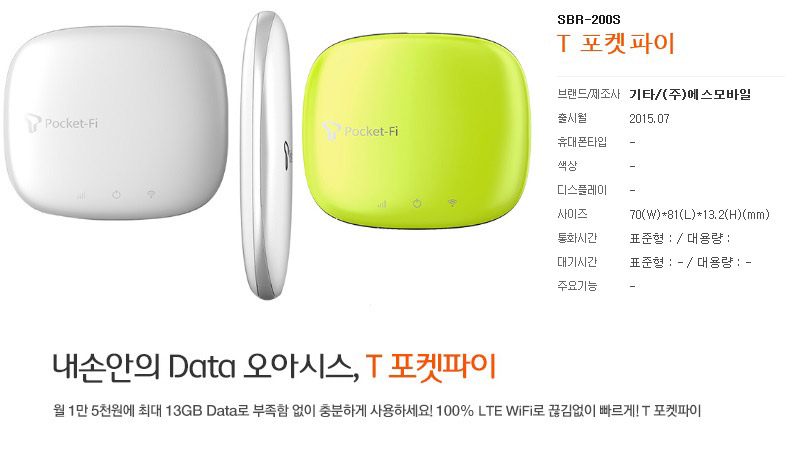 SBR-200S
T 포켓파이
Pocket-Fi
Pocket-Fi
브랜드/제조사 기타/(주)에스모바일
출시월 2015.07
휴대폰타입 -
색상 -
디스플레이 -
사이즈 70(W)*81(L)*13.2(H)(mm)
통화시간 표준형 : / 대용량 :
대기시간 표준형 : - / 대용량 : -
주요기능 -
내손안의 Data 오아시스, T 포켓파이
월 1만 5천원에 최대 13GB Data로 부족함 없이 충분하게 사용하세요! 100% LTE WiFi로 끊김없이 빠르게! T 포켓파이